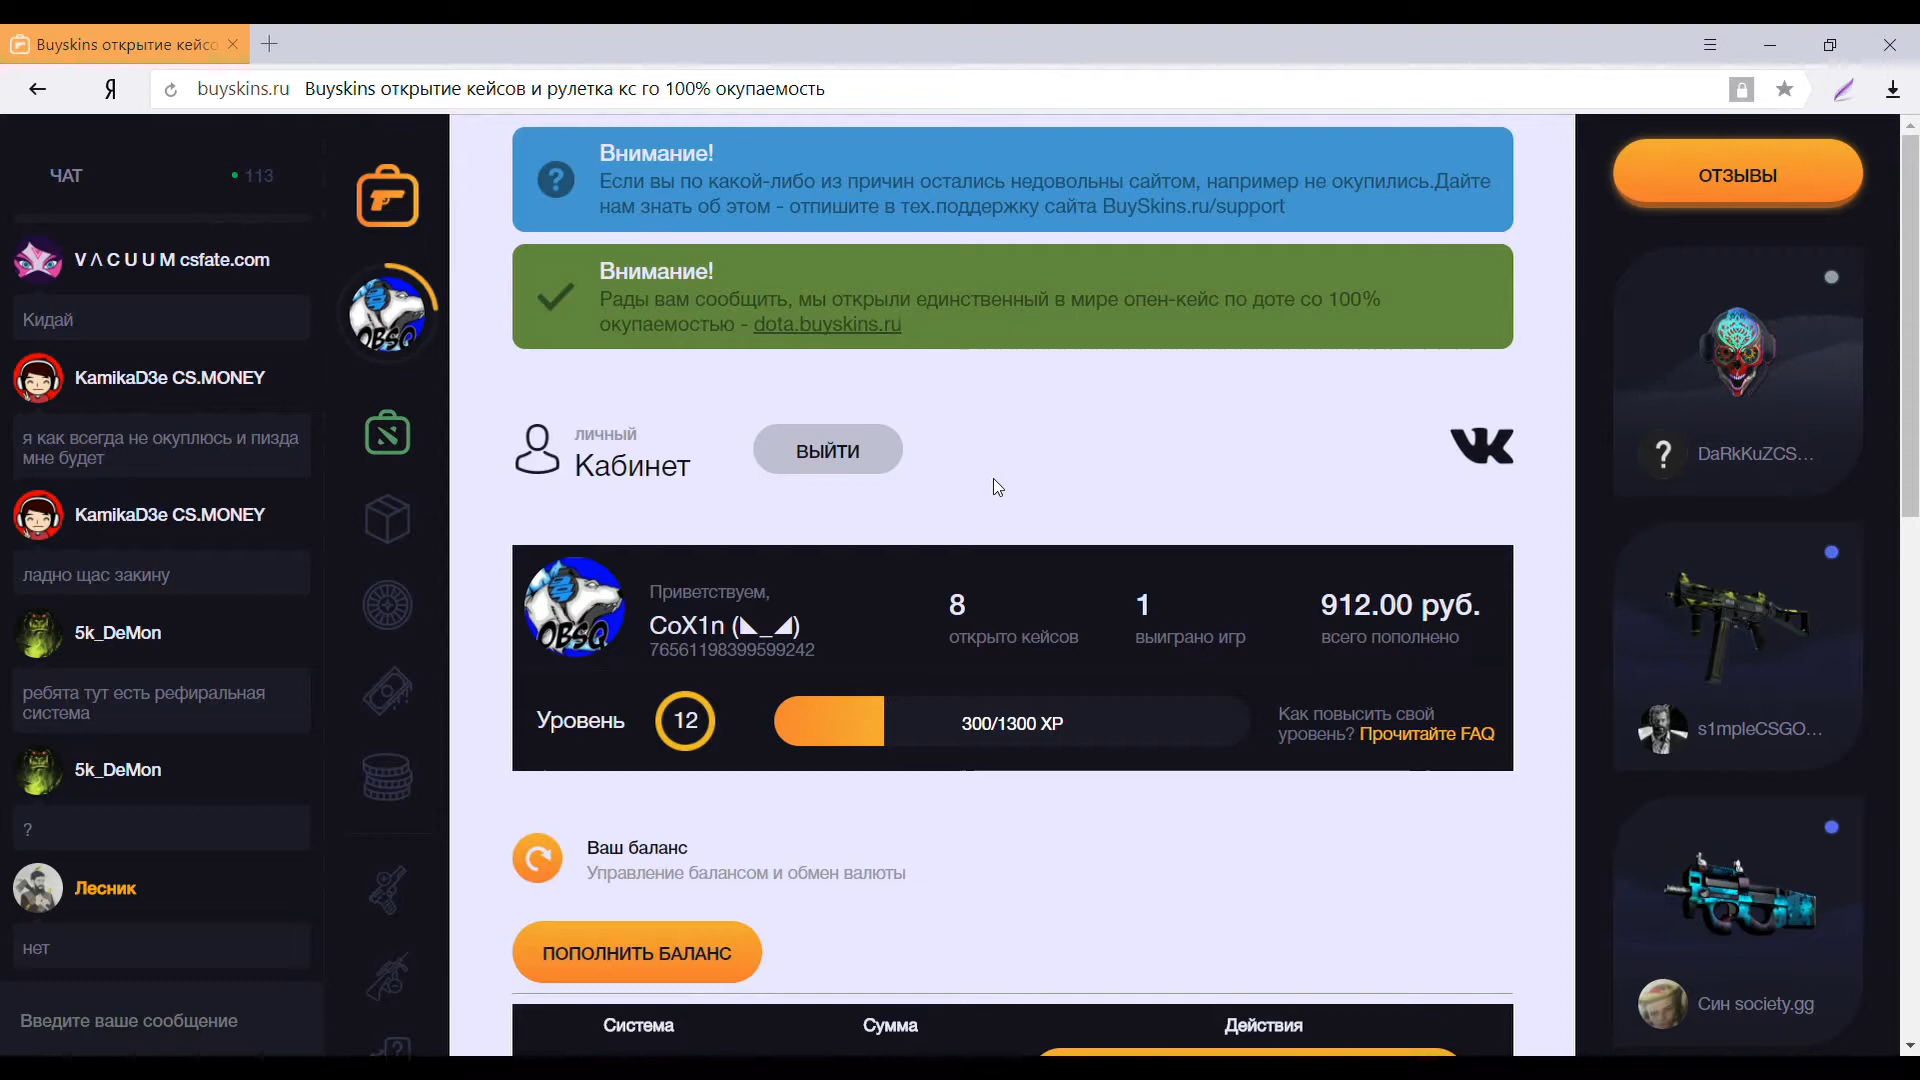 Buyskins открытие кейсо
Я
buyskins.ru Buyskins открытие кейсов и рулетка кс го 100% окупаемость
ЧАТ
113
V Λ C U U M csfate.com
Кидай
KamikaD3e CS.MONEY
я как всегда не окуплюсь и пизда
мне будет
KamikaD3e CS.MONEY
ладно щас закину
5k_DeMon
ребята тут есть рефиральная
система
5k_DeMon
?
Лесник
нет
Введите ваше сообщение
OBSQ
Внимание!
Если вы по какой-либо из причин остались недовольны сайтом, например не окупились.Дайте
нам знать об этом - отпишите в тех.поддержку сайта BuySkins.ru/support
Внимание!
Рады вам сообщить, мы открыли единственный в мире опен-кейс по доте со 100%
окупаемостью - dota.buyskins.ru
ЛИЧНЫЙ
Кабинет
ВЫЙТИ
OBSQ
Приветствуем,
CoX1n (◣_◢)
76561198399599242
8
открыто кейсов
1
выиграно игр
912.00 руб.
всего пополнено
Уровень
12
300/1300 XP
Как повысить свой
уровень? Прочитайте FAQ
Ваш баланс
Управление балансом и обмен валюты
ПОПОЛНИТЬ БАЛАНС
Система Сумма Действия
ОТЗЫВЫ
?
DaRkKuZCS...
s1mpleCSGO...
Син society.gg